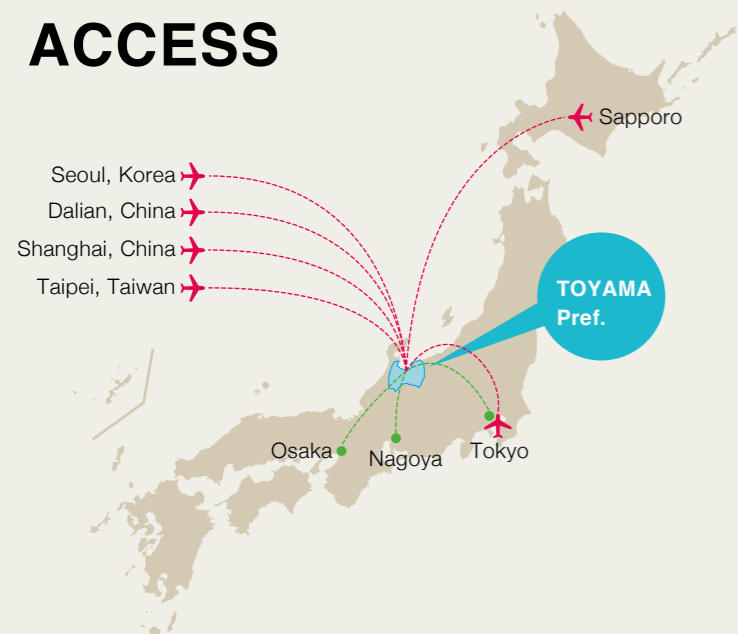 ACCESS
Sapporo
Seoul, Korea
Dalian, China
Shanghai, China
Taipei, Taiwan
TOYAMA
Pref.
Osaka
Nagoya
Tokyo